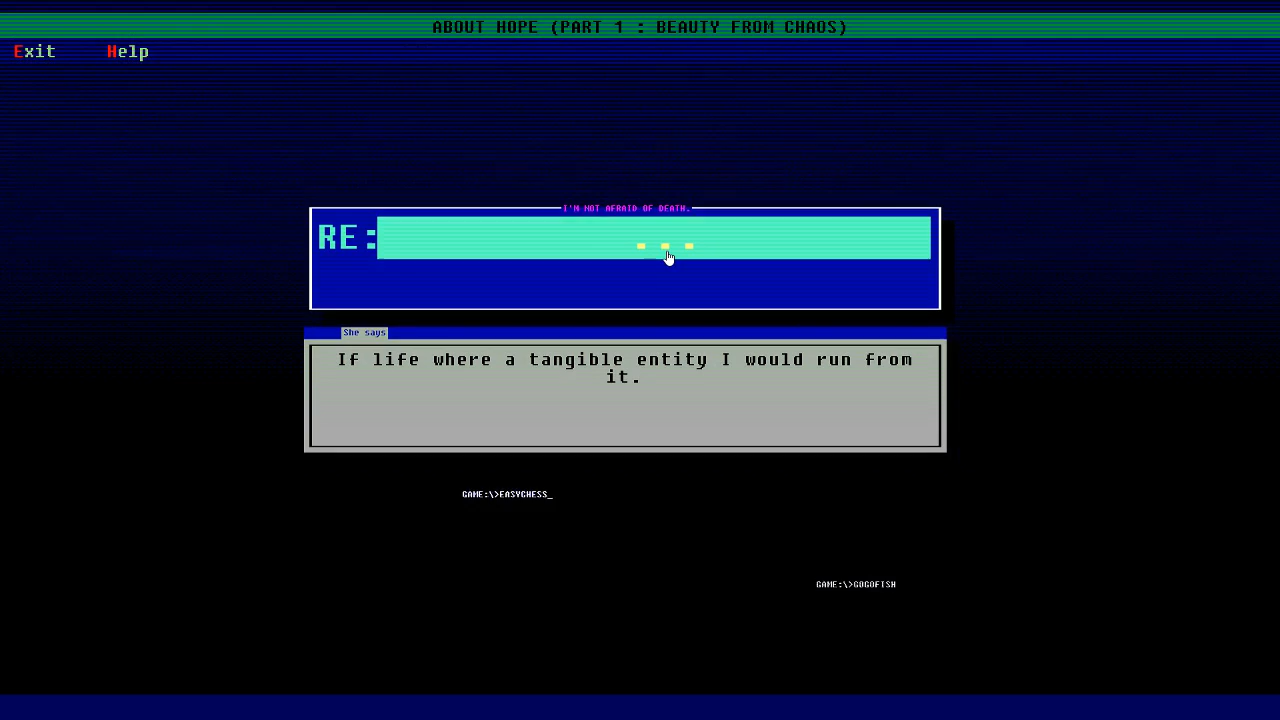 ABOUT HOPE (PART 1 : BEAUTY FROM CHAOS)
Exit Help
I'M NOT AFRAID OF DEATH.
RE: ...
She says
If life where a tangible entity I would run from
it.
GAME:\>EASYCHESS_
GAME:\>GOGOFISH